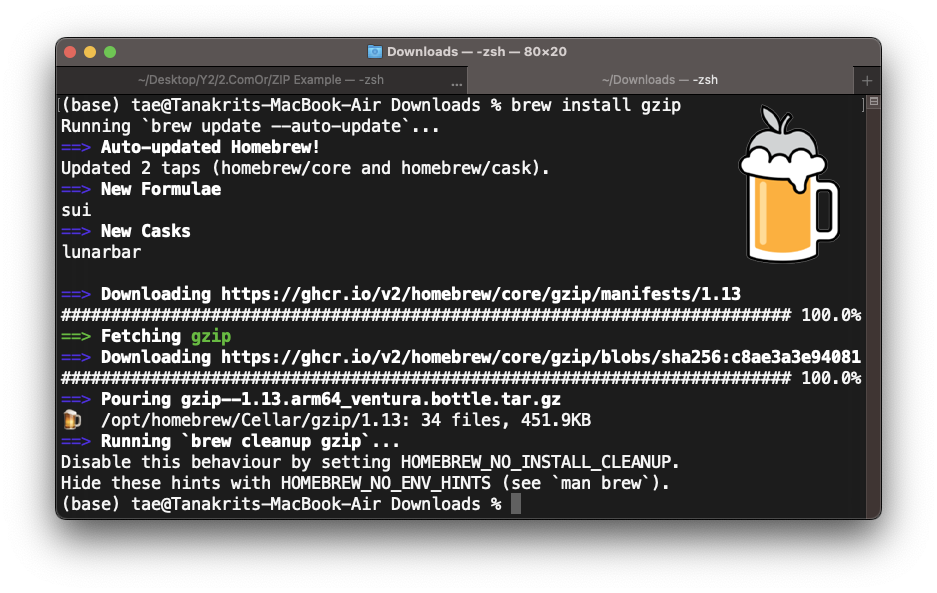 Downloads — -zsh — 80×20
~/Desktop/Y2/2.ComOr/ZIP Example — -zsh ... ~/Downloads — -zsh +
[(base) tae@Tanakrits-MacBook-Air Downloads % brew install gzip ]
Running `brew update --auto-update`...
==> Auto-updated Homebrew!
Updated 2 taps (homebrew/core and homebrew/cask).
==> New Formulae
sui
==> New Casks
lunarbar
==> Downloading https://ghcr.io/v2/homebrew/core/gzip/manifests/1.13
######################################################################### 100.0%
==> Fetching gzip
==> Downloading https://ghcr.io/v2/homebrew/core/gzip/blobs/sha256:c8ae3a3e94081
######################################################################### 100.0%
==> Pouring gzip--1.13.arm64_ventura.bottle.tar.gz
🍺 /opt/homebrew/Cellar/gzip/1.13: 34 files, 451.9KB
==> Running `brew cleanup gzip`...
Disable this behaviour by setting HOMEBREW_NO_INSTALL_CLEANUP.
Hide these hints with HOMEBREW_NO_ENV_HINTS (see `man brew`).
(base) tae@Tanakrits-MacBook-Air Downloads %